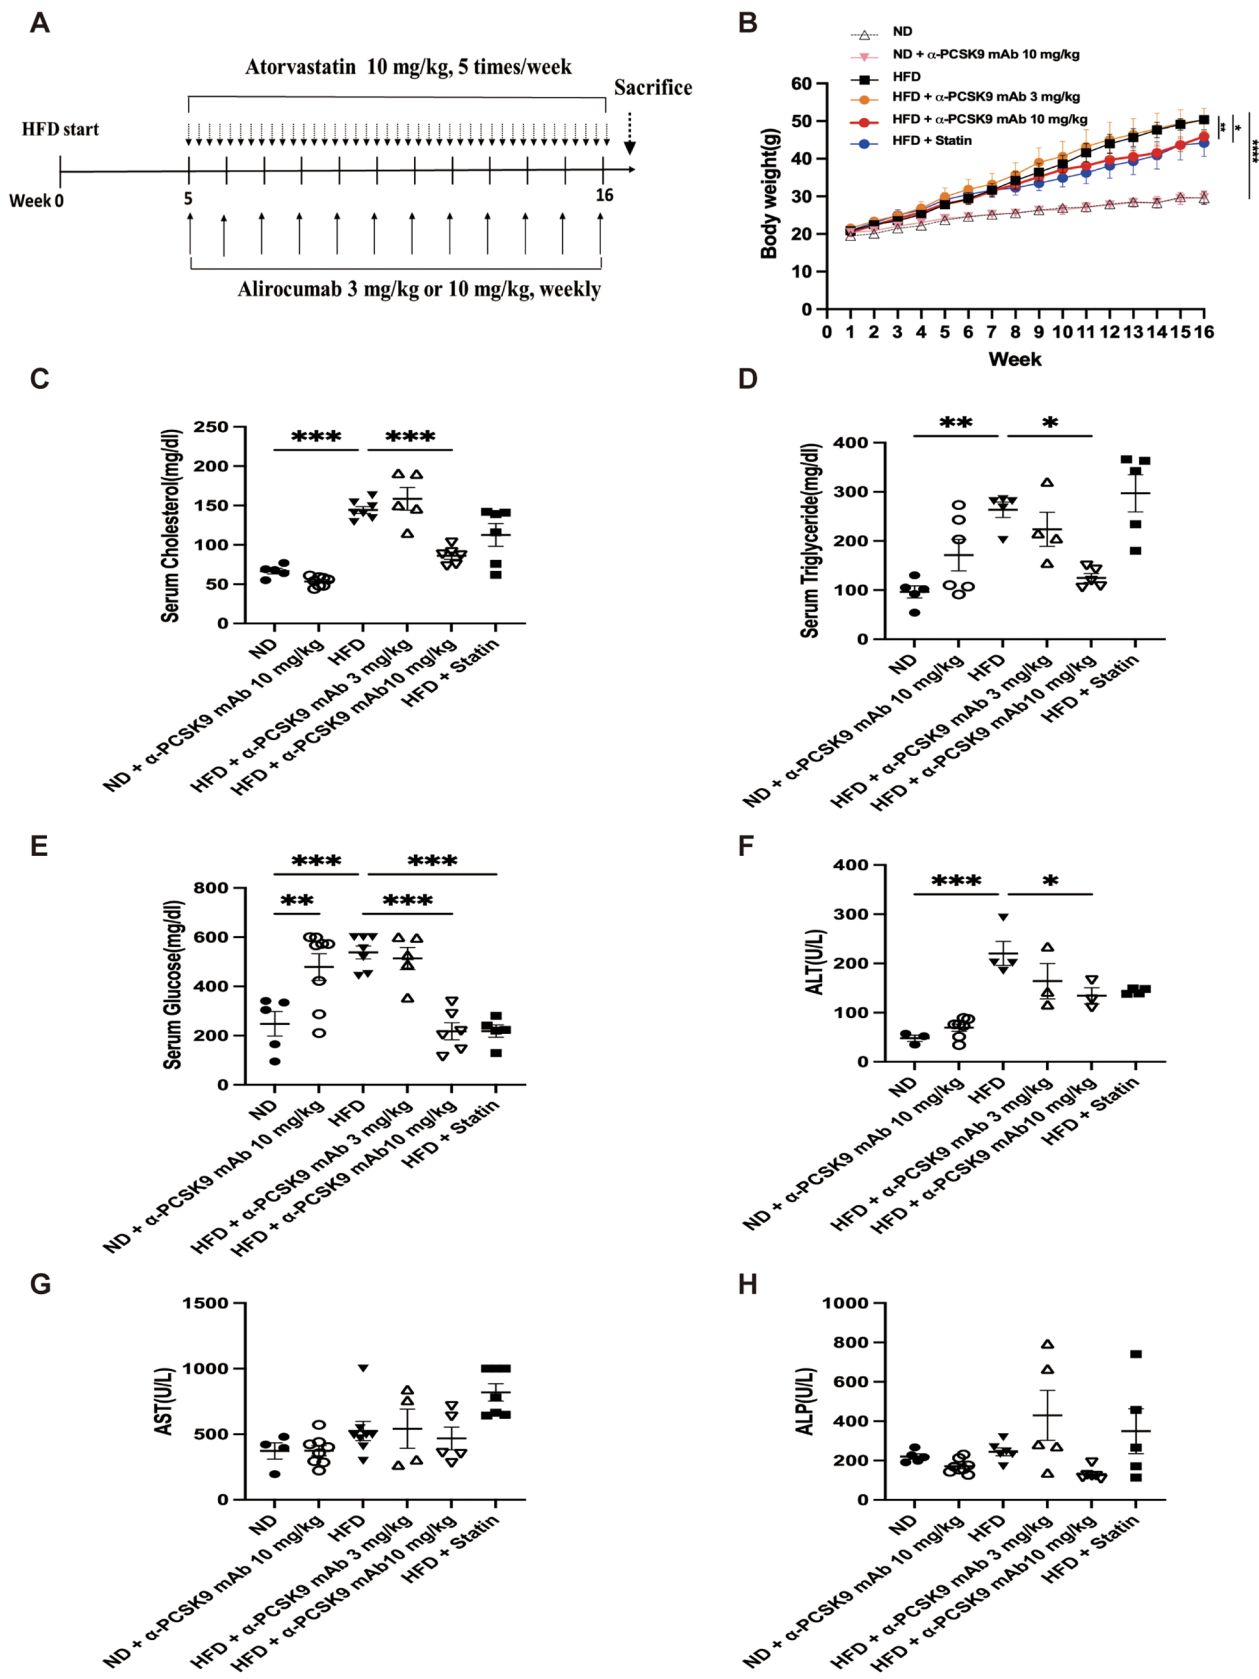 A
Atorvastatin 10 mg/kg, 5 times/week
Sacrifice
HFD start
Week 0
5
16
Alirocumab 3 mg/kg or 10 mg/kg, weekly
B
ND
ND + α-PCSK9 mAb 10 mg/kg
HFD
HFD + α-PCSK9 mAb 3 mg/kg
HFD + α-PCSK9 mAb 10 mg/kg
HFD + Statin
Body weight(g)
60
50
40
30
20
10
0
0 1 2 3 4 5 6 7 8 9 10 11 12 13 14 15 16
Week
** * ****
C
Serum Cholesterol(mg/dl)
250
200
150
100
50
0
*** ***
ND
ND + α-PCSK9 mAb 10 mg/kg
HFD
HFD + α-PCSK9 mAb 3 mg/kg
HFD + α-PCSK9 mAb10 mg/kg
HFD + Statin
D
Serum Triglyceride(mg/dl)
400
300
200
100
0
** *
ND
ND + α-PCSK9 mAb 10 mg/kg
HFD
HFD + α-PCSK9 mAb 3 mg/kg
HFD + α-PCSK9 mAb10 mg/kg
HFD + Statin
E
Serum Glucose(mg/dl)
800
600
400
200
0
*** ***
** ***
ND
ND + α-PCSK9 mAb 10 mg/kg
HFD
HFD + α-PCSK9 mAb 3 mg/kg
HFD + α-PCSK9 mAb10 mg/kg
HFD + Statin
F
ALT(U/L)
400
300
200
100
0
*** *
ND
ND + α-PCSK9 mAb 10 mg/kg
HFD
HFD + α-PCSK9 mAb 3 mg/kg
HFD + α-PCSK9 mAb10 mg/kg
HFD + Statin
G
AST(U/L)
1500
1000
500
0
ND
ND + α-PCSK9 mAb 10 mg/kg
HFD
HFD + α-PCSK9 mAb 3 mg/kg
HFD + α-PCSK9 mAb10 mg/kg
HFD + Statin
H
ALP(U/L)
1000
800
600
400
200
0
ND
ND + α-PCSK9 mAb 10 mg/kg
HFD
HFD + α-PCSK9 mAb 3 mg/kg
HFD + α-PCSK9 mAb10 mg/kg
HFD + Statin